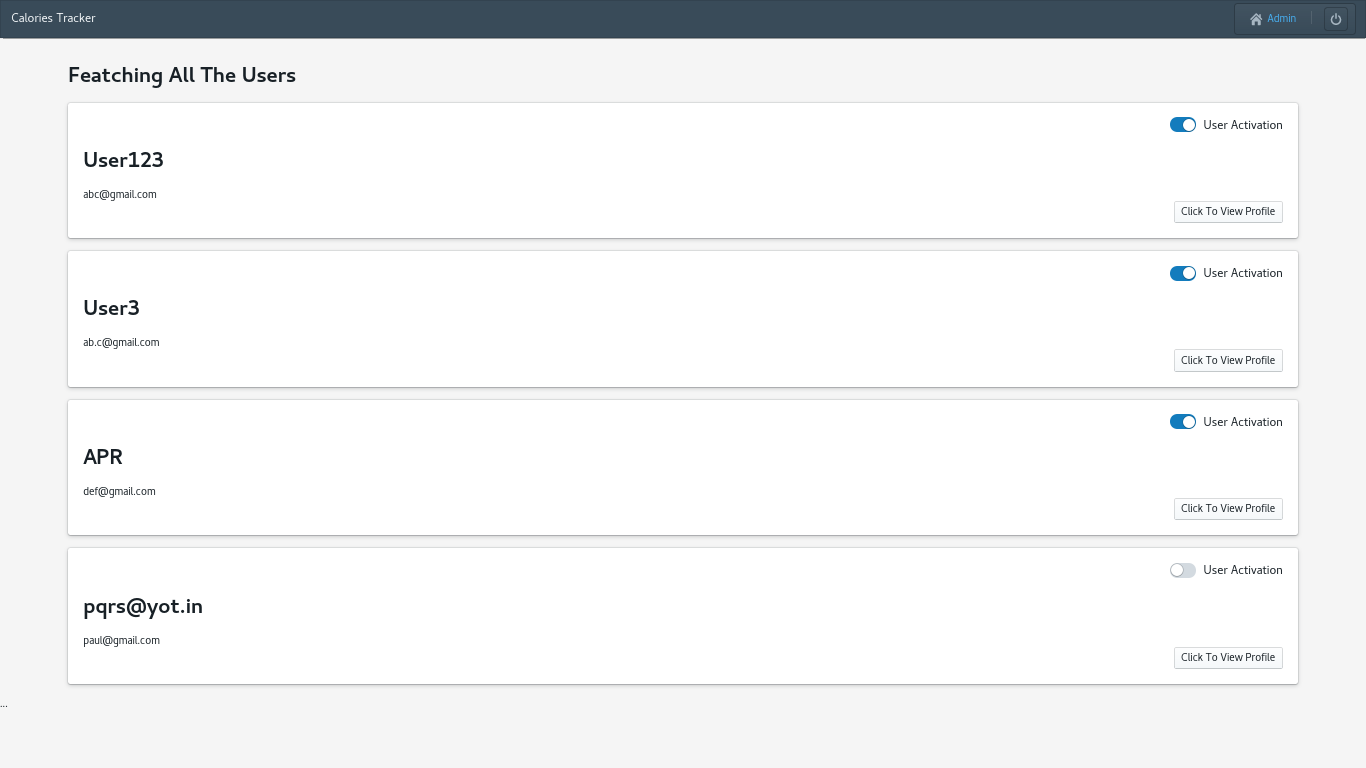 Calories Tracker
Admin
Featching All The Users
User Activation
User123
abc@gmail.com
Click To View Profile
User Activation
User3
ab.c@gmail.com
Click To View Profile
User Activation
APR
def@gmail.com
Click To View Profile
User Activation
pqrs@yot.in
paul@gmail.com
Click To View Profile
...